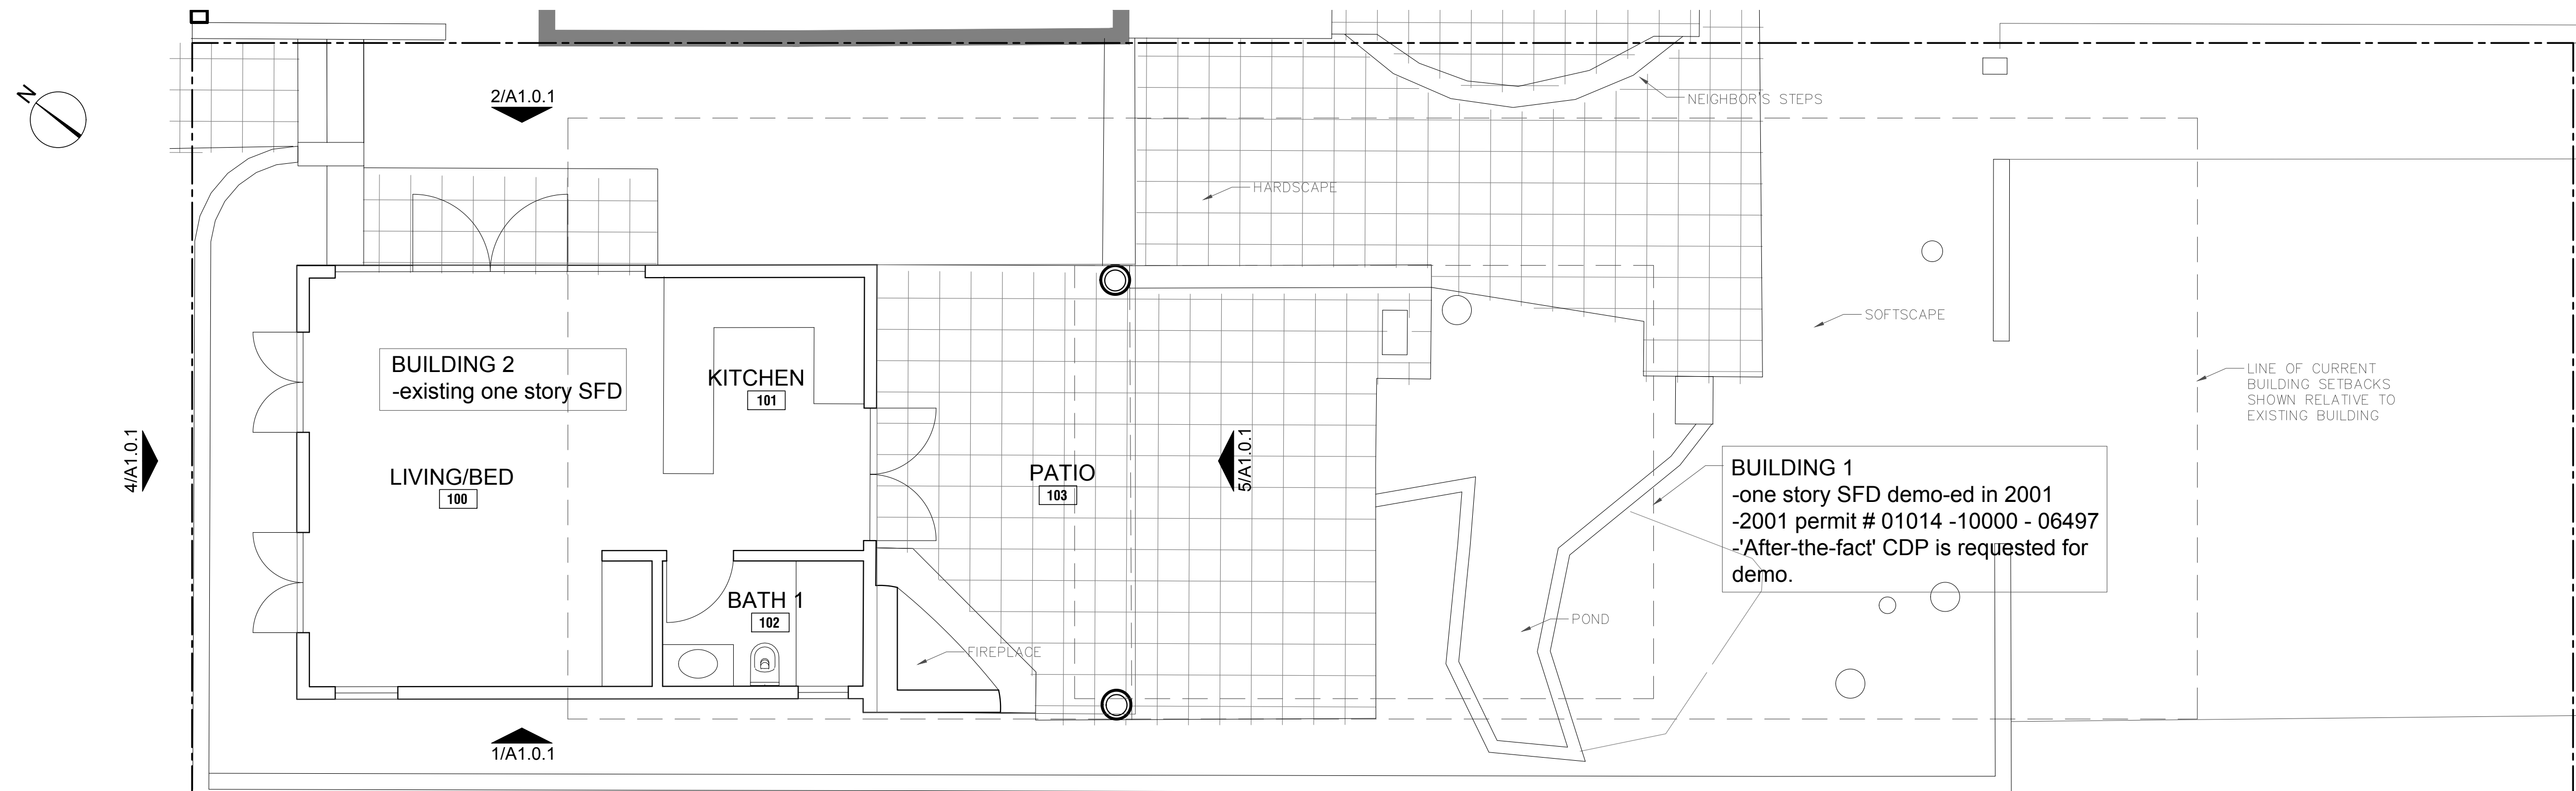 N
2/A1.0.1
NEIGHBOR'S STEPS
HARDSCAPE
SOFTSCAPE
BUILDING 2
-existing one story SFD
KITCHEN
101
LINE OF CURRENT
BUILDING SETBACKS
SHOWN RELATIVE TO
EXISTING BUILDING
4/A1.0.1
LIVING/BED
100
PATIO
103
5/A1.0.1
BUILDING 1
-one story SFD demo-ed in 2001
-2001 permit # 01014 -10000 - 06497
-'After-the-fact' CDP is requested for
demo.
BATH 1
102
POND
FIREPLACE
1/A1.0.1